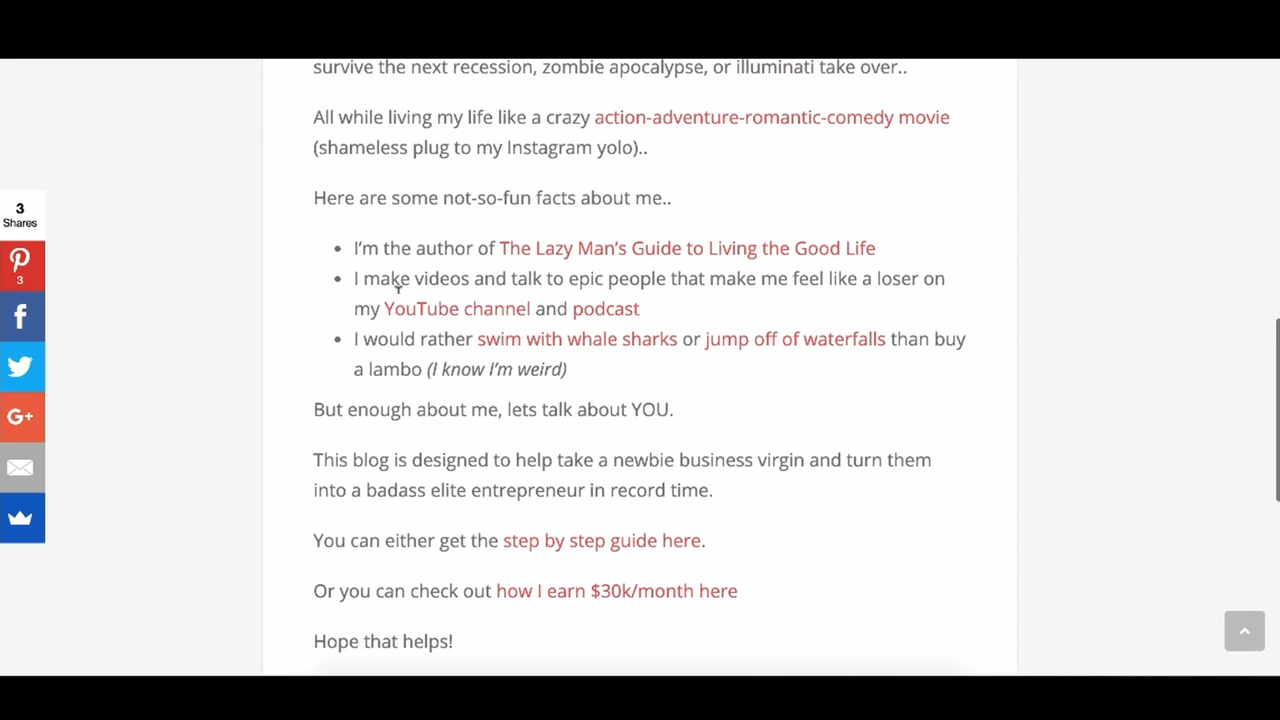 survive the next recession, zombie apocalypse, or illuminati take over..
All while living my life like a crazy action-adventure-romantic-comedy movie
(shameless plug to my Instagram yolo)..
Here are some not-so-fun facts about me..
3
Shares
3
G+
• I'm the author of The Lazy Man's Guide to Living the Good Life
• I make videos and talk to epic people that make me feel like a loser on
my YouTube channel and podcast
• I would rather swim with whale sharks or jump off of waterfalls than buy
a lambo (I know I'm weird)
But enough about me, lets talk about YOU.
This blog is designed to help take a newbie business virgin and turn them
into a badass elite entrepreneur in record time.
You can either get the step by step guide here.
Or you can check out how I earn $30k/month here
Hope that helps!